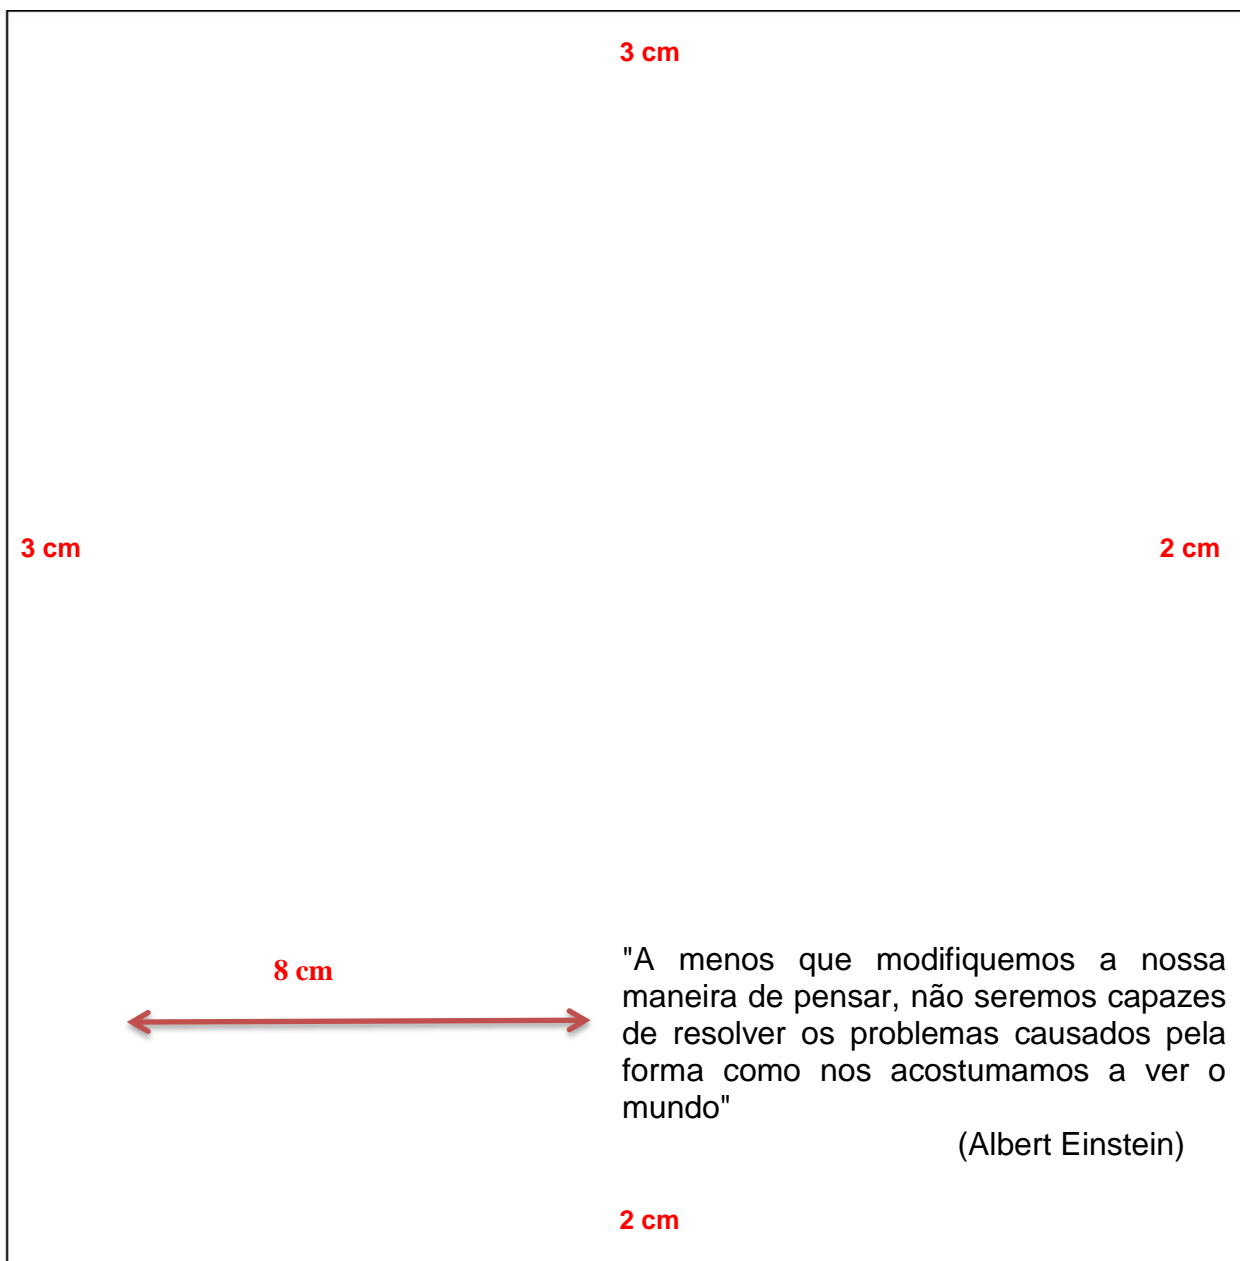 3 cm
3 cm
2 cm
8 cm
"A menos que modifiquemos a nossa
maneira de pensar, não seremos capazes
de resolver os problemas causados pela
forma como nos acostumamos a ver o
mundo"
(Albert Einstein)
2 cm